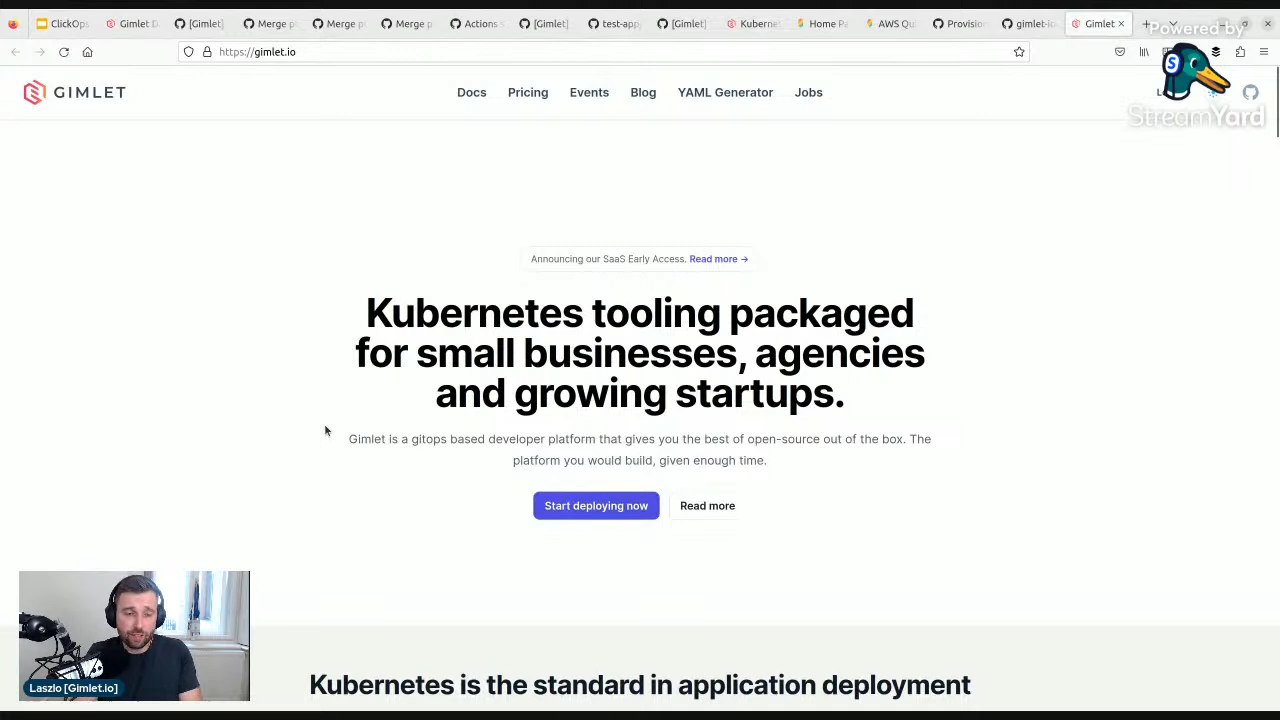 ClickOps
Gimlet D
[Gimlet]
Merge p
Merge p
Merge p
Actions
[Gimlet]
test-app
[Gimlet]
Kuberne
Home Pa
AWS Qu
Provision
gimlet-io
Gimlet
Powered by
https://gimlet.io
GIMLET
Docs
Pricing
Events
Blog
YAML Generator
Jobs
S
StreamYard
Announcing our SaaS Early Access. Read more →
Kubernetes tooling packaged
for small businesses, agencies
and growing startups.
Gimlet is a gitops based developer platform that gives you the best of open-source out of the box. The
platform you would build, given enough time.
Start deploying now
Read more
Laszlo [Gimlet.io]
Kubernetes is the standard in application deployment